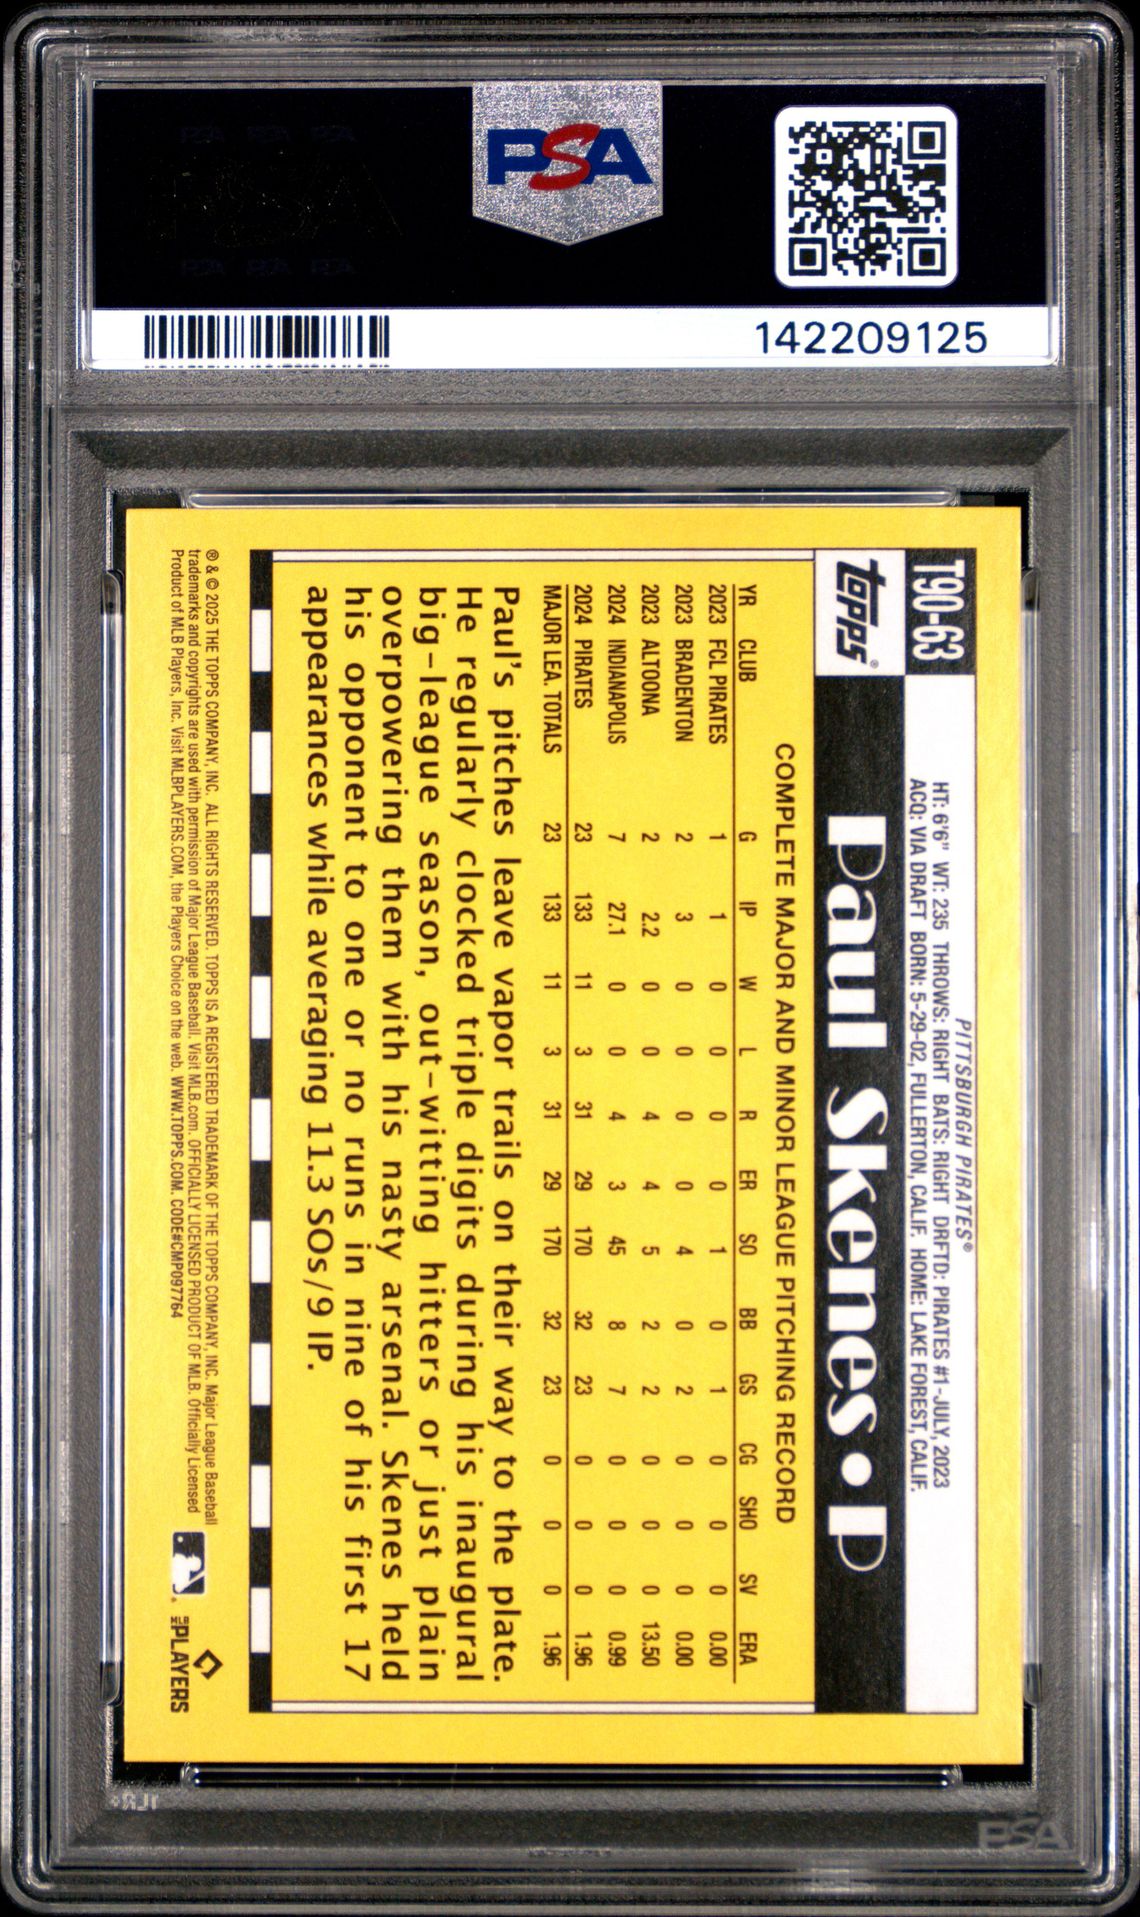 PSA
142209125
T90-63
PITTSBURGH PIRATES®
HT: 6'6" WT: 235 THROWS: RIGHT BATS: RIGHT DRFTD: PIRATES #1-JULY, 2023
ACQ: VIA DRAFT BORN: 5-29-02, FULLERTON, CALIF. HOME: LAKE FOREST, CALIF.
Topps®
Paul Skenes • P
COMPLETE MAJOR AND MINOR LEAGUE PITCHING RECORD
YR CLUB G IP W L R ER SO BB GS CG SHO SV ERA
2023 FCL PIRATES 1 1 0 0 0 0 1 0 1 0 0 0 0.00
2023 BRADENTON 2 3 0 0 0 0 4 0 2 0 0 0 0.00
2023 ALTOONA 2 2.2 0 0 4 4 5 2 2 0 0 0 13.50
2024 INDIANAPOLIS 7 27.1 0 0 4 3 45 8 7 0 0 0 0.99
2024 PIRATES 23 133 11 3 31 29 170 32 23 0 0 0 1.96
MAJOR LEA. TOTALS 23 133 11 3 31 29 170 32 23 0 0 0 1.96
Paul's pitches leave vapor trails on their way to the plate.
He regularly clocked triple digits during his inaugural
big-league season, out-witting hitters or just plain
overpowering them with his nasty arsenal. Skenes held
his opponent to one or no runs in nine of his first 17
appearances while averaging 11.3 SOs/9 IP.
® & © 2025 THE TOPPS COMPANY, INC. ALL RIGHTS RESERVED. TOPPS IS A REGISTERED TRADEMARK OF THE TOPPS COMPANY, INC. Major League Baseball
trademarks and copyrights are used with permission of Major League Baseball. Visit MLB.com. OFFICIALLY LICENSED PRODUCT OF MLB. Officially Licensed
Product of MLB Players, Inc. Visit MLBPLAYERS.COM, the Players Choice on the web. WWW.TOPPS.COM. CODE#CMP097764
MLB PLAYERS
PSA